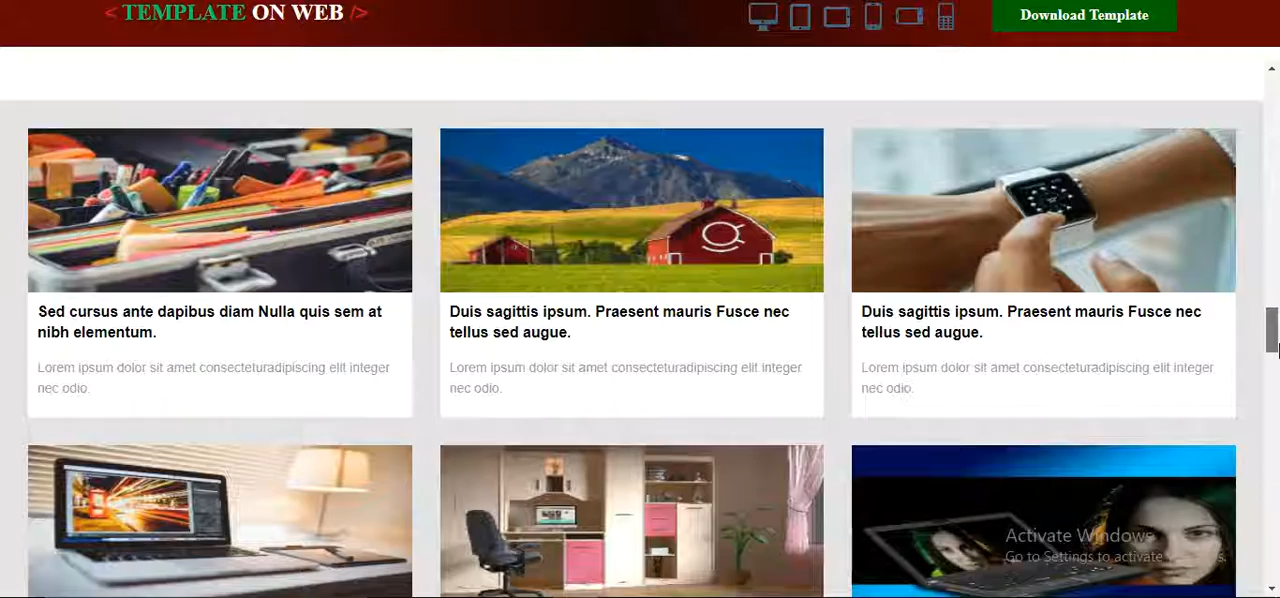 < TEMPLATE ON WEB />
Download Template
Sed cursus ante dapibus diam Nulla quis sem at
nibh elementum.
Lorem ipsum dolor sit amet consecteturadipiscing elit integer
nec odio.
Duis sagittis ipsum. Praesent mauris Fusce nec
tellus sed augue.
Lorem ipsum dolor sit amet consecteturadipiscing elit integer
nec odio.
Duis sagittis ipsum. Praesent mauris Fusce nec
tellus sed augue.
Lorem ipsum dolor sit amet consecteturadipiscing elit integer
nec odio.
Activate Windows
Go to Settings to activate Windows.